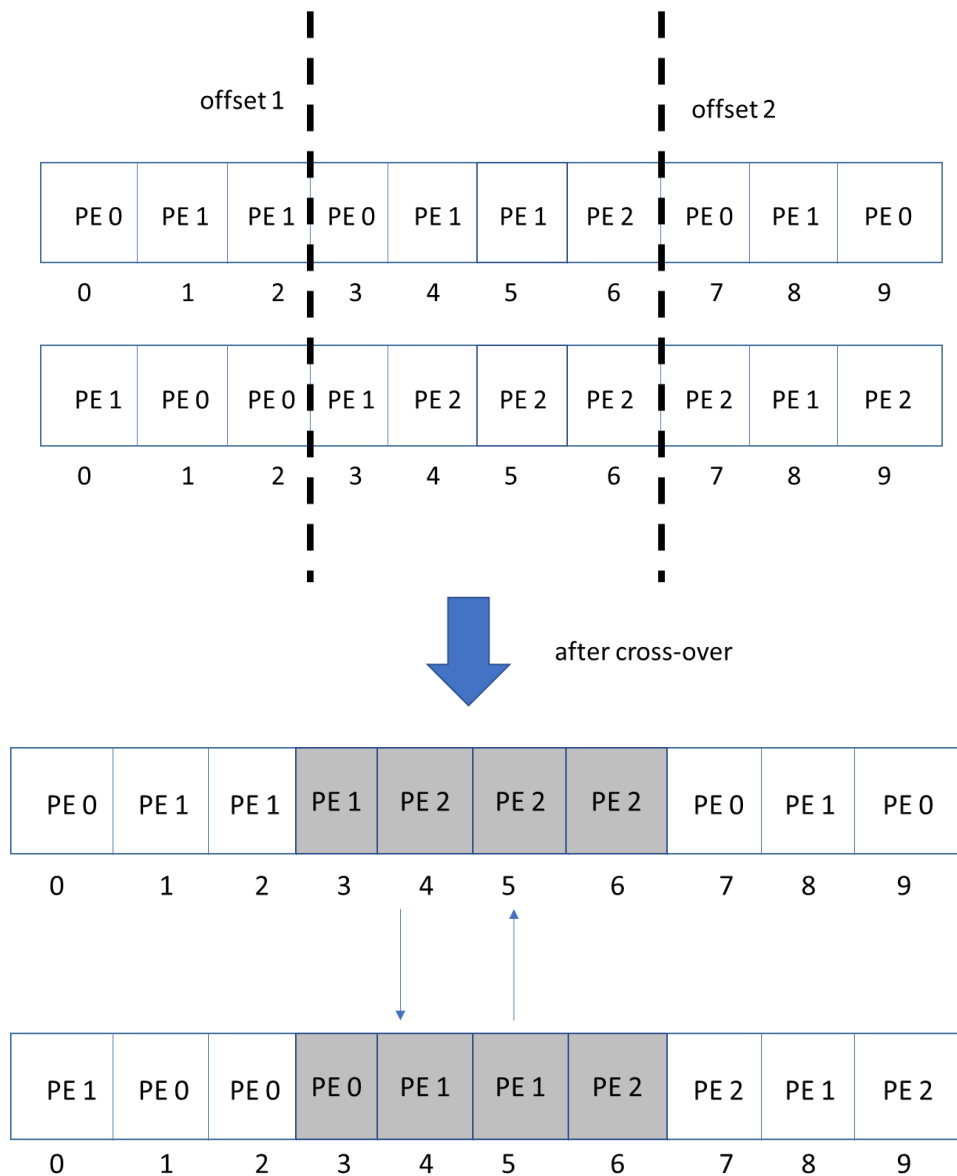 offset 1
offset 2
PE 0 PE 1 PE 1 PE 0 PE 1 PE 1 PE 2 PE 0 PE 1 PE 0
0 1 2 3 4 5 6 7 8 9
PE 1 PE 0 PE 0 PE 1 PE 2 PE 2 PE 2 PE 2 PE 1 PE 2
0 1 2 3 4 5 6 7 8 9
after cross-over
PE 0 PE 1 PE 1 PE 1 PE 2 PE 2 PE 2 PE 0 PE 1 PE 0
0 1 2 3 4 5 6 7 8 9
PE 1 PE 0 PE 0 PE 0 PE 1 PE 1 PE 2 PE 2 PE 1 PE 2
0 1 2 3 4 5 6 7 8 9